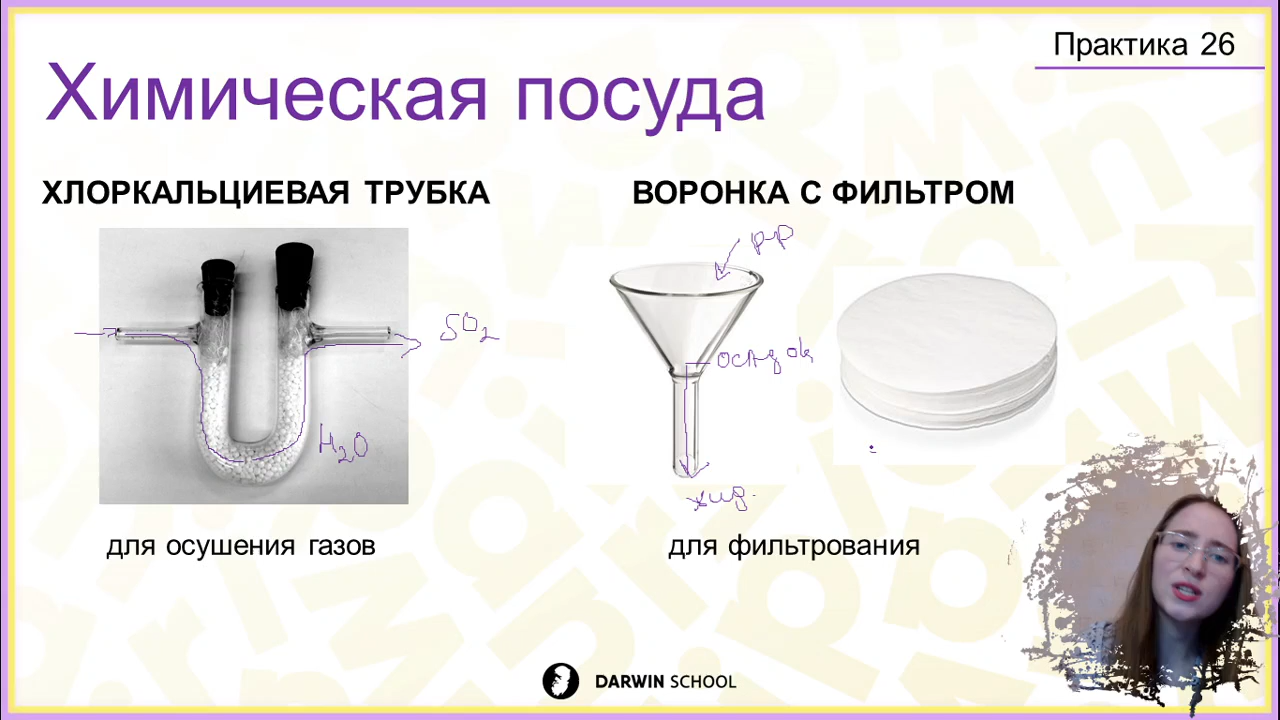 Практика 26
Химическая посуда
ХЛОРКАЛЬЦИЕВАЯ ТРУБКА
ВОРОНКА С ФИЛЬТРОМ
р-р
SO2
осадок
H2O
жид.
для осушения газов
для фильтрования
DARWIN SCHOOL